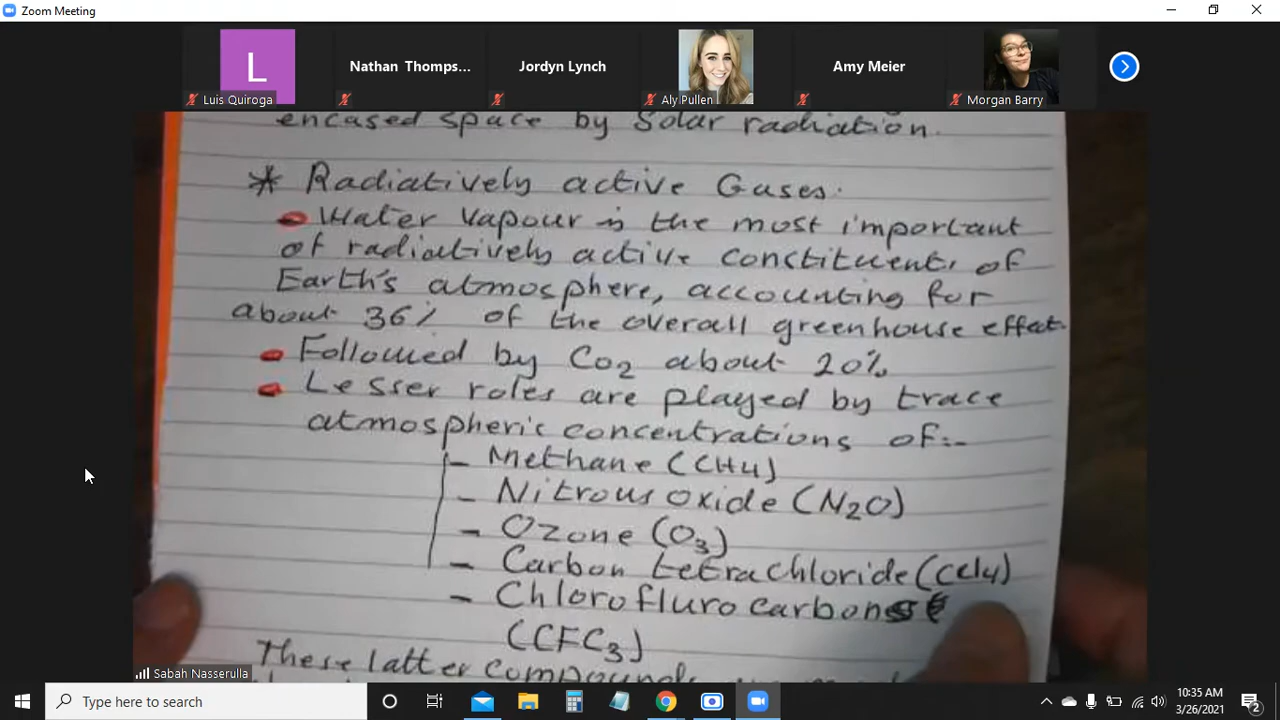 Zoom Meeting
L
Luis Quiroga
Nathan Thomps...
Jordyn Lynch
Aly Pullen
Amy Meier
Morgan Barry
encased space by Solar radiation.
* Radiatively active Gases.
Water Vapour is the most important
of radiatively active constituents of
Earth's atmosphere, accounting for
about 36% of the overall greenhouse effect.
Followed by CO2 about 20%
Lesser roles are played by trace
atmospheric concentrations of:-
- Methane (CH4)
- Nitrous oxide (N2O)
- Ozone (O3)
- Carbon tetrachloride (CCl4)
- Chlorofluro carbons
(CFC3)
These latter compounds
Sabah Nasserulla
Type here to search
10:35 AM
3/26/2021
2